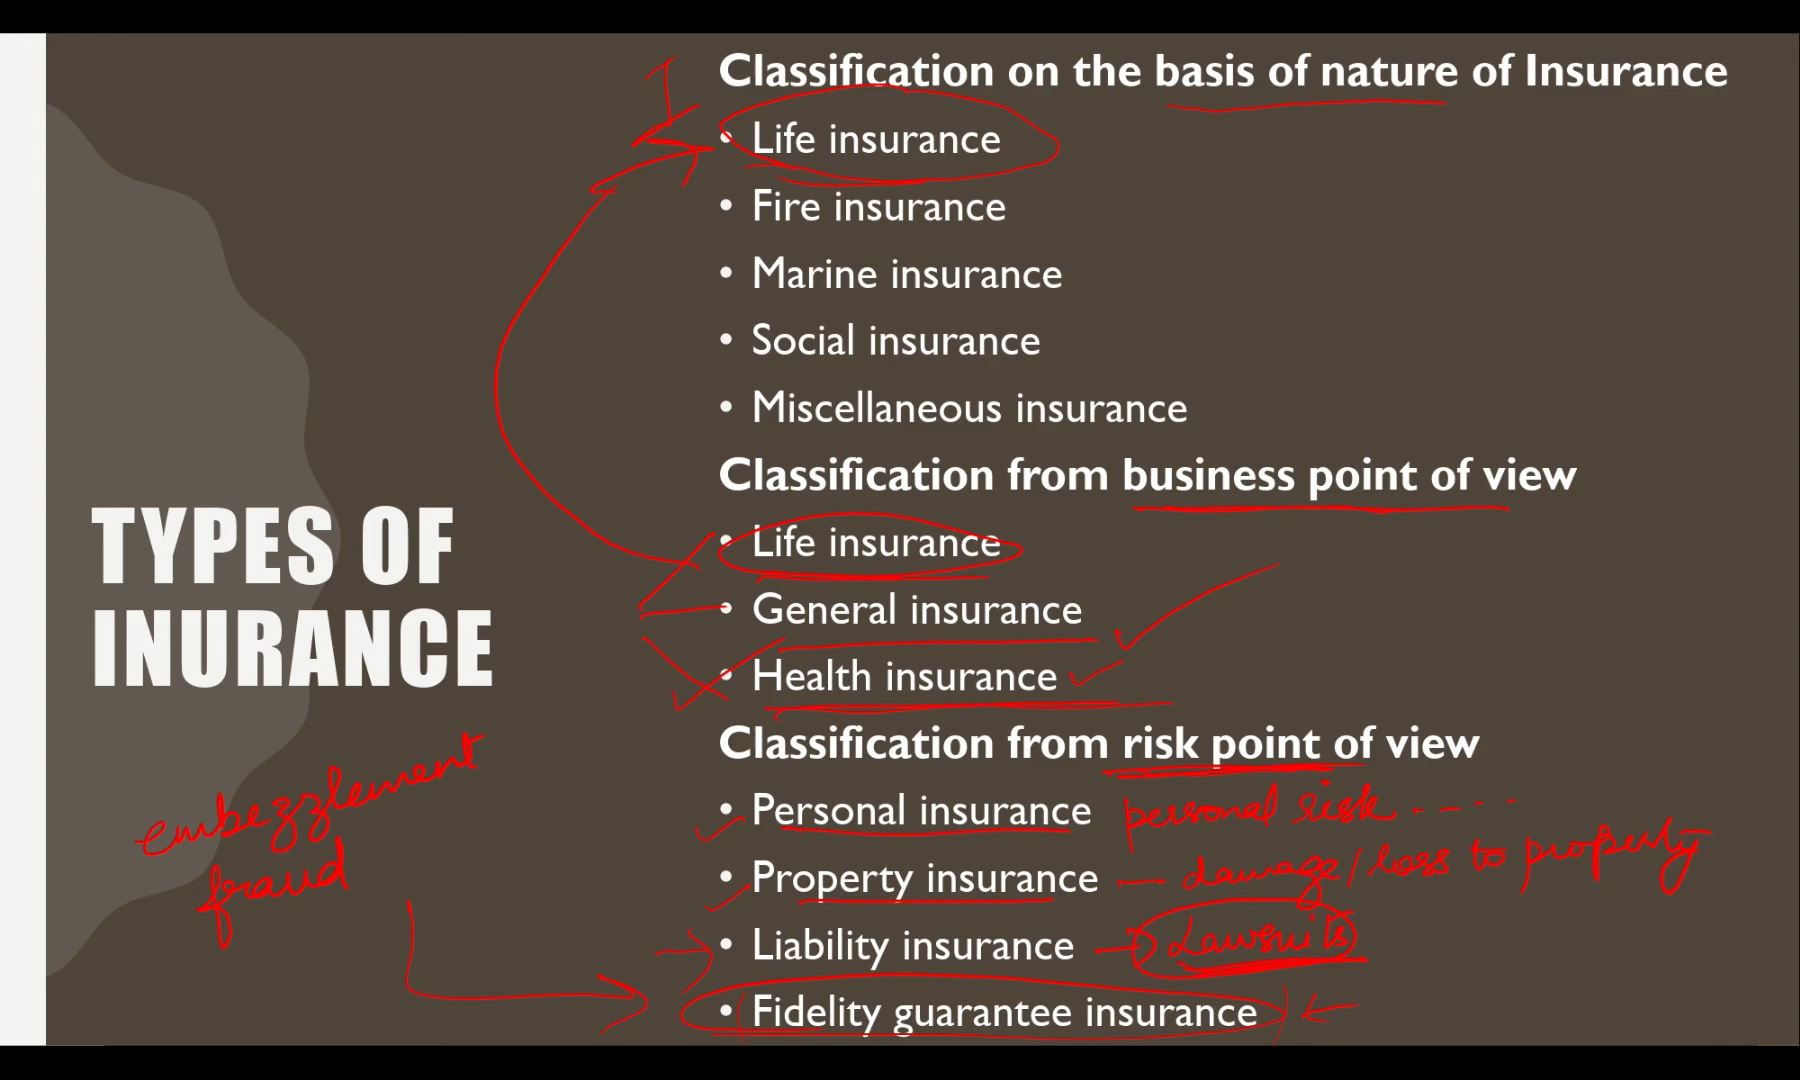 TYPES OF
INURANCE
embezzlement
fraud
Classification on the basis of nature of Insurance
• Life insurance
• Fire insurance
• Marine insurance
• Social insurance
• Miscellaneous insurance
Classification from business point of view
• Life insurance
• General insurance
• Health insurance
Classification from risk point of view
• Personal insurance personal risk - - - -
• Property insurance — damage/loss to property
• Liability insurance — Lawsuits
• Fidelity guarantee insurance